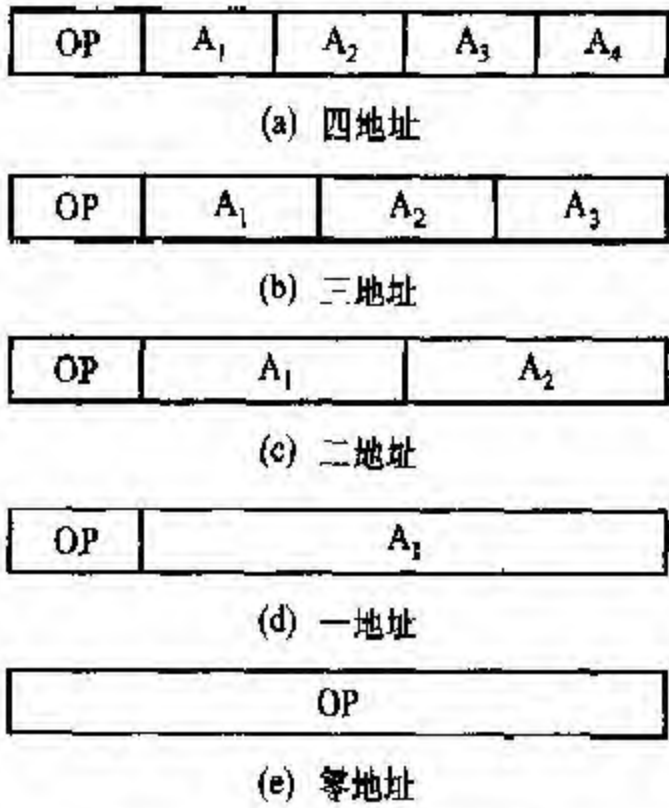 OP A₁ A₂ A₃ A₄
(a) 四地址
OP A₁ A₂ A₃
(b) 三地址
OP A₁ A₂
(c) 二地址
OP A₁
(d) 一地址
OP
(e) 零地址